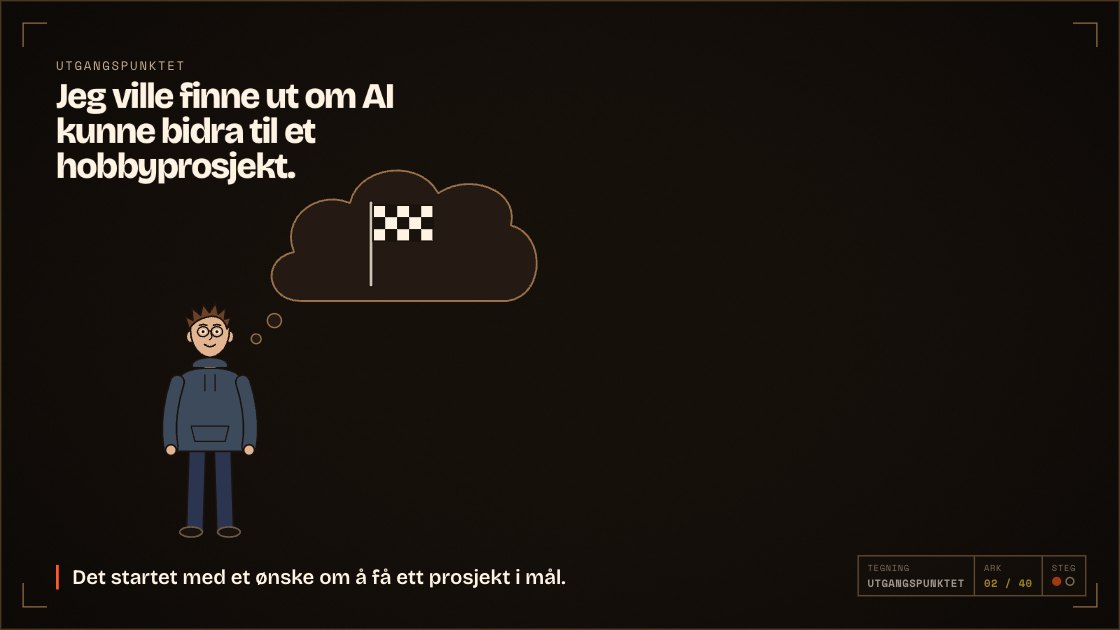 UTGANGSPUNKTET
Jeg ville finne ut om AI
kunne bidra til et
hobbyprosjekt.
Det startet med et ønske om å få ett prosjekt i mål.
TEGNING
UTGANGSPUNKTET
ARK
02 / 40
STEG